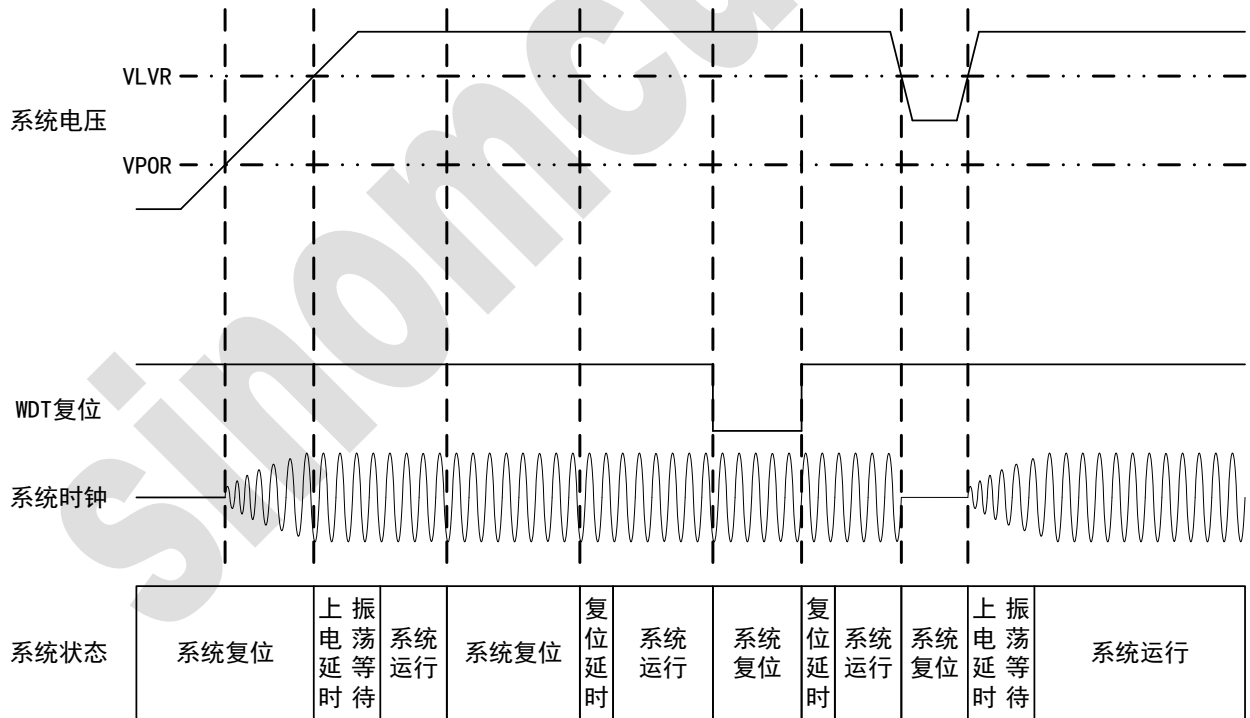 VLVR
系统电压
VPOR
sinomcu
WDT复位
系统时钟
系统状态
系统复位
上电延时
振荡等待
系统
运行
系统复位
复位延时
系统
运行
系统
复位
复位延时
系统
运行
系统
复位
上电延时
振荡等待
系统运行